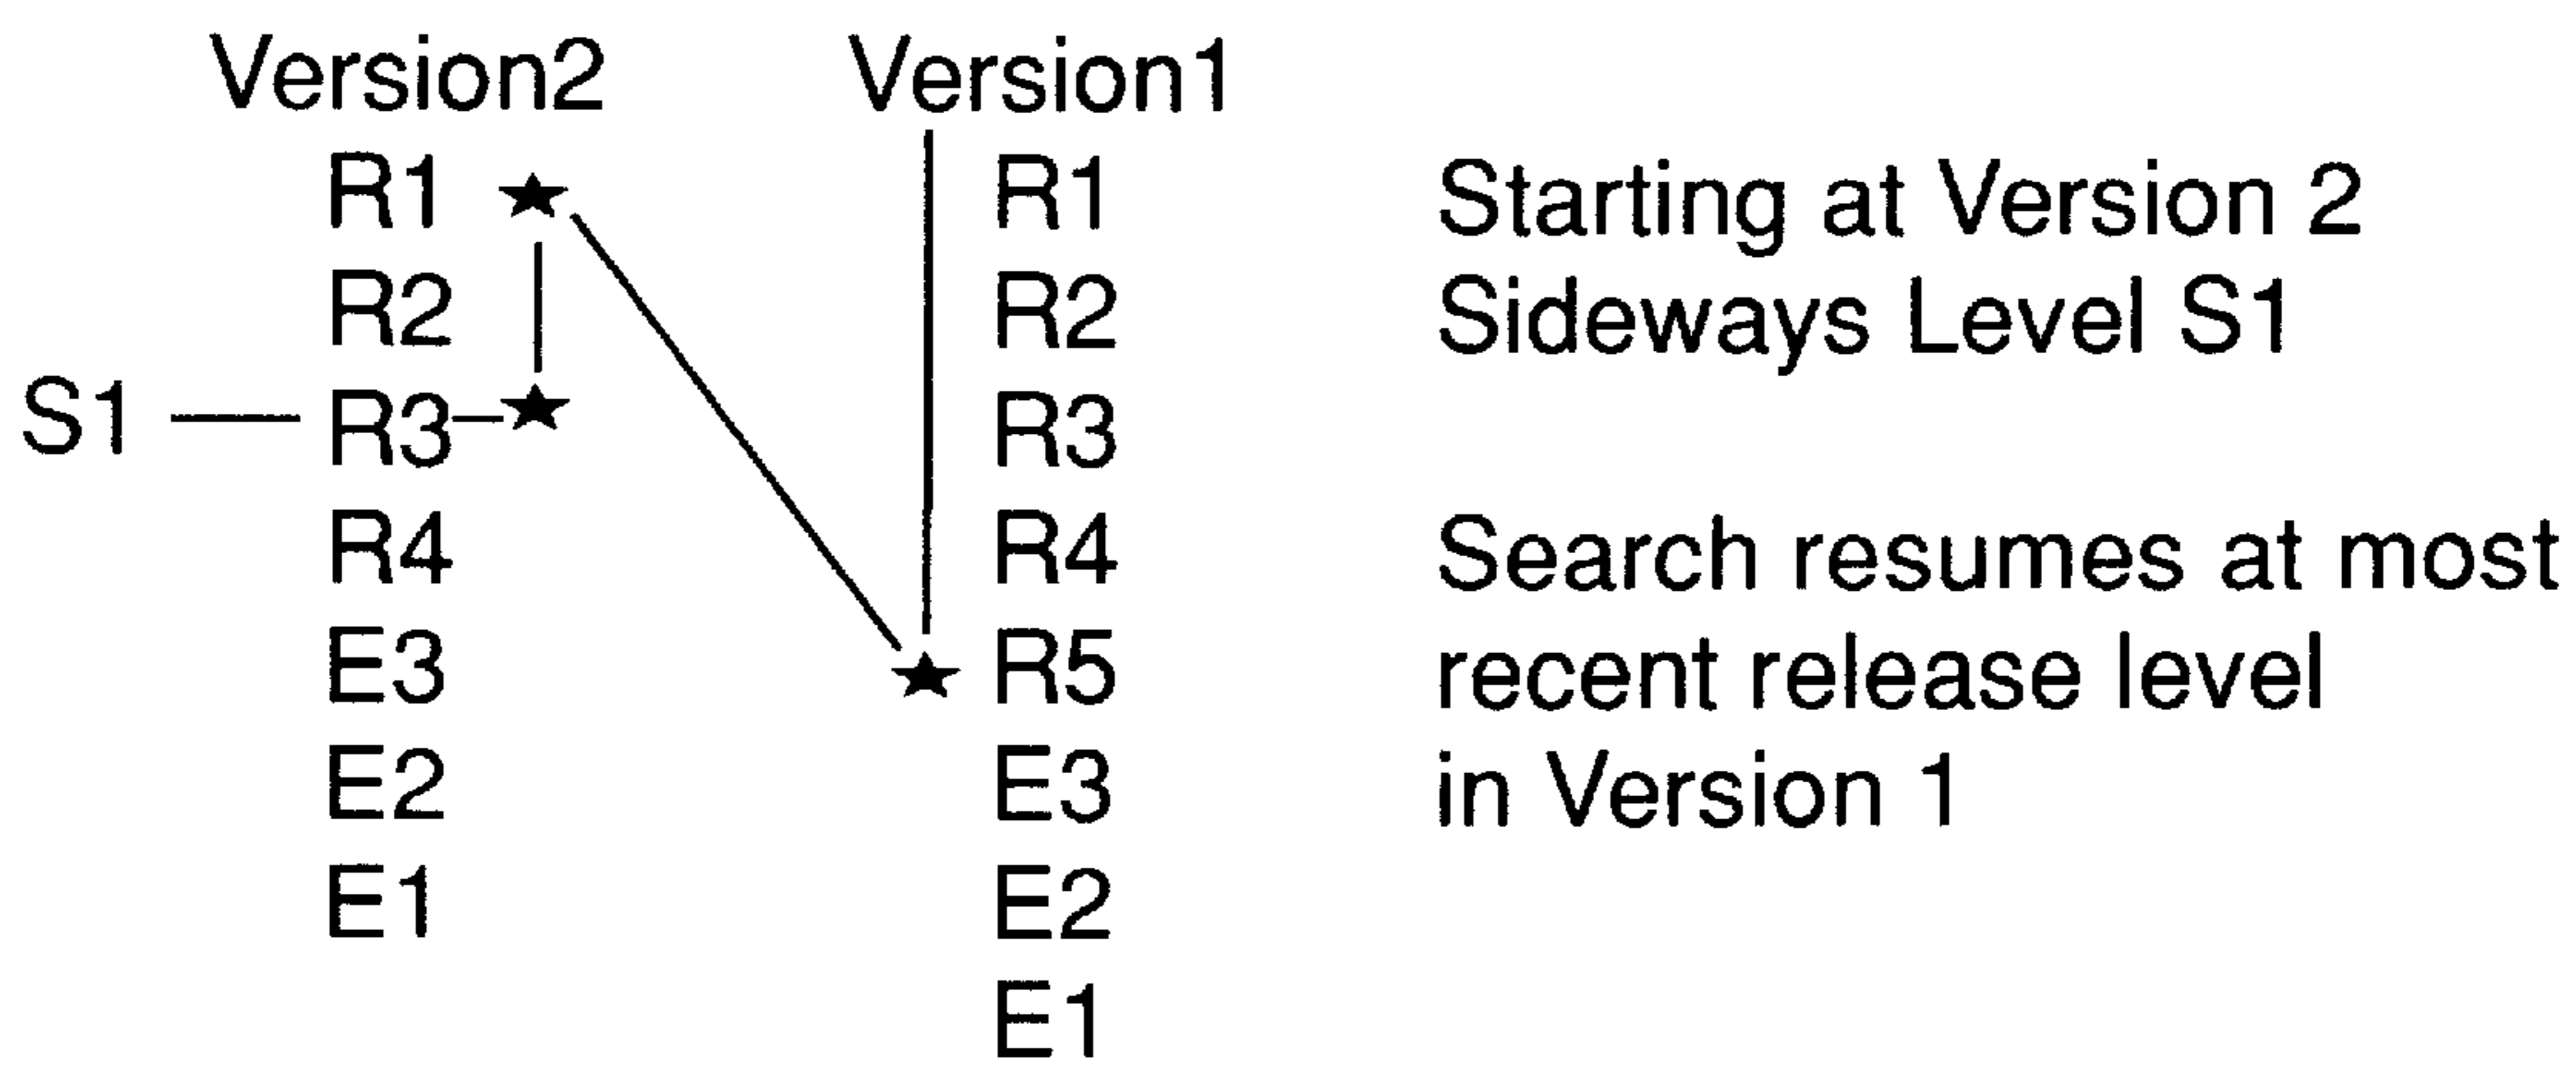 Version2 Version1
R1 R1
R2 R2
S1 R3 R3
R4 R4
E3 R5
E2 E3
E1 E2
E1
Starting at Version 2
Sideways Level S1
Search resumes at most
recent release level
in Version 1